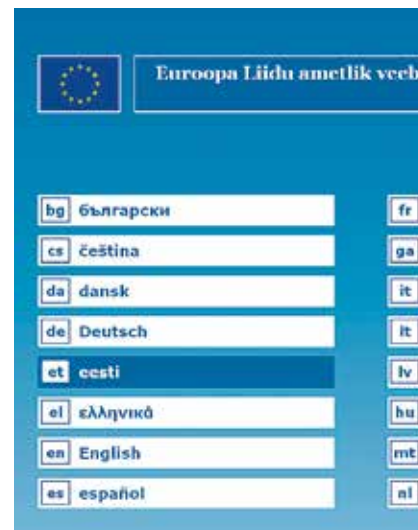 Euroopa Liidu ametlik veeb
bg български
cs čeština
da dansk
de Deutsch
et eesti
el ελληνικά
en English
es español
fr
ga
it
lt
lv
hu
mt
nl